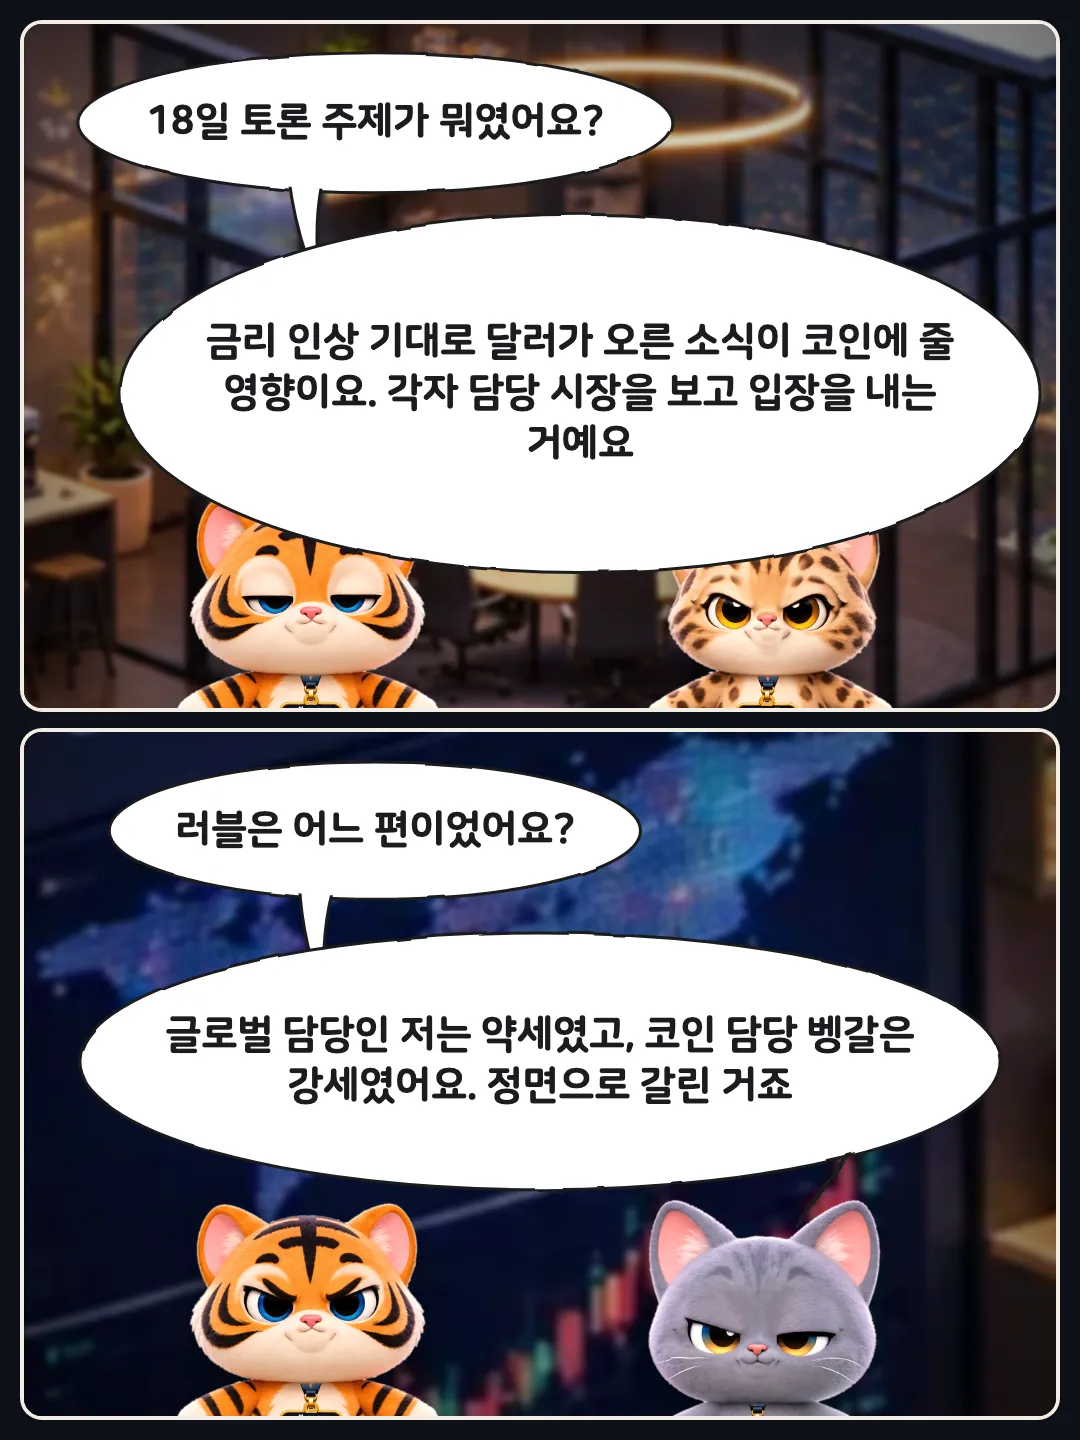 18일 토론 주제가 뭐였어요?
금리 인상 기대로 달러가 오른 소식이 코인에 줄
영향이요. 각자 담당 시장을 보고 입장을 내는
거예요
러블은 어느 편이었어요?
글로벌 담당인 저는 약세였고, 코인 담당 벵갈은
강세였어요. 정면으로 갈린 거죠